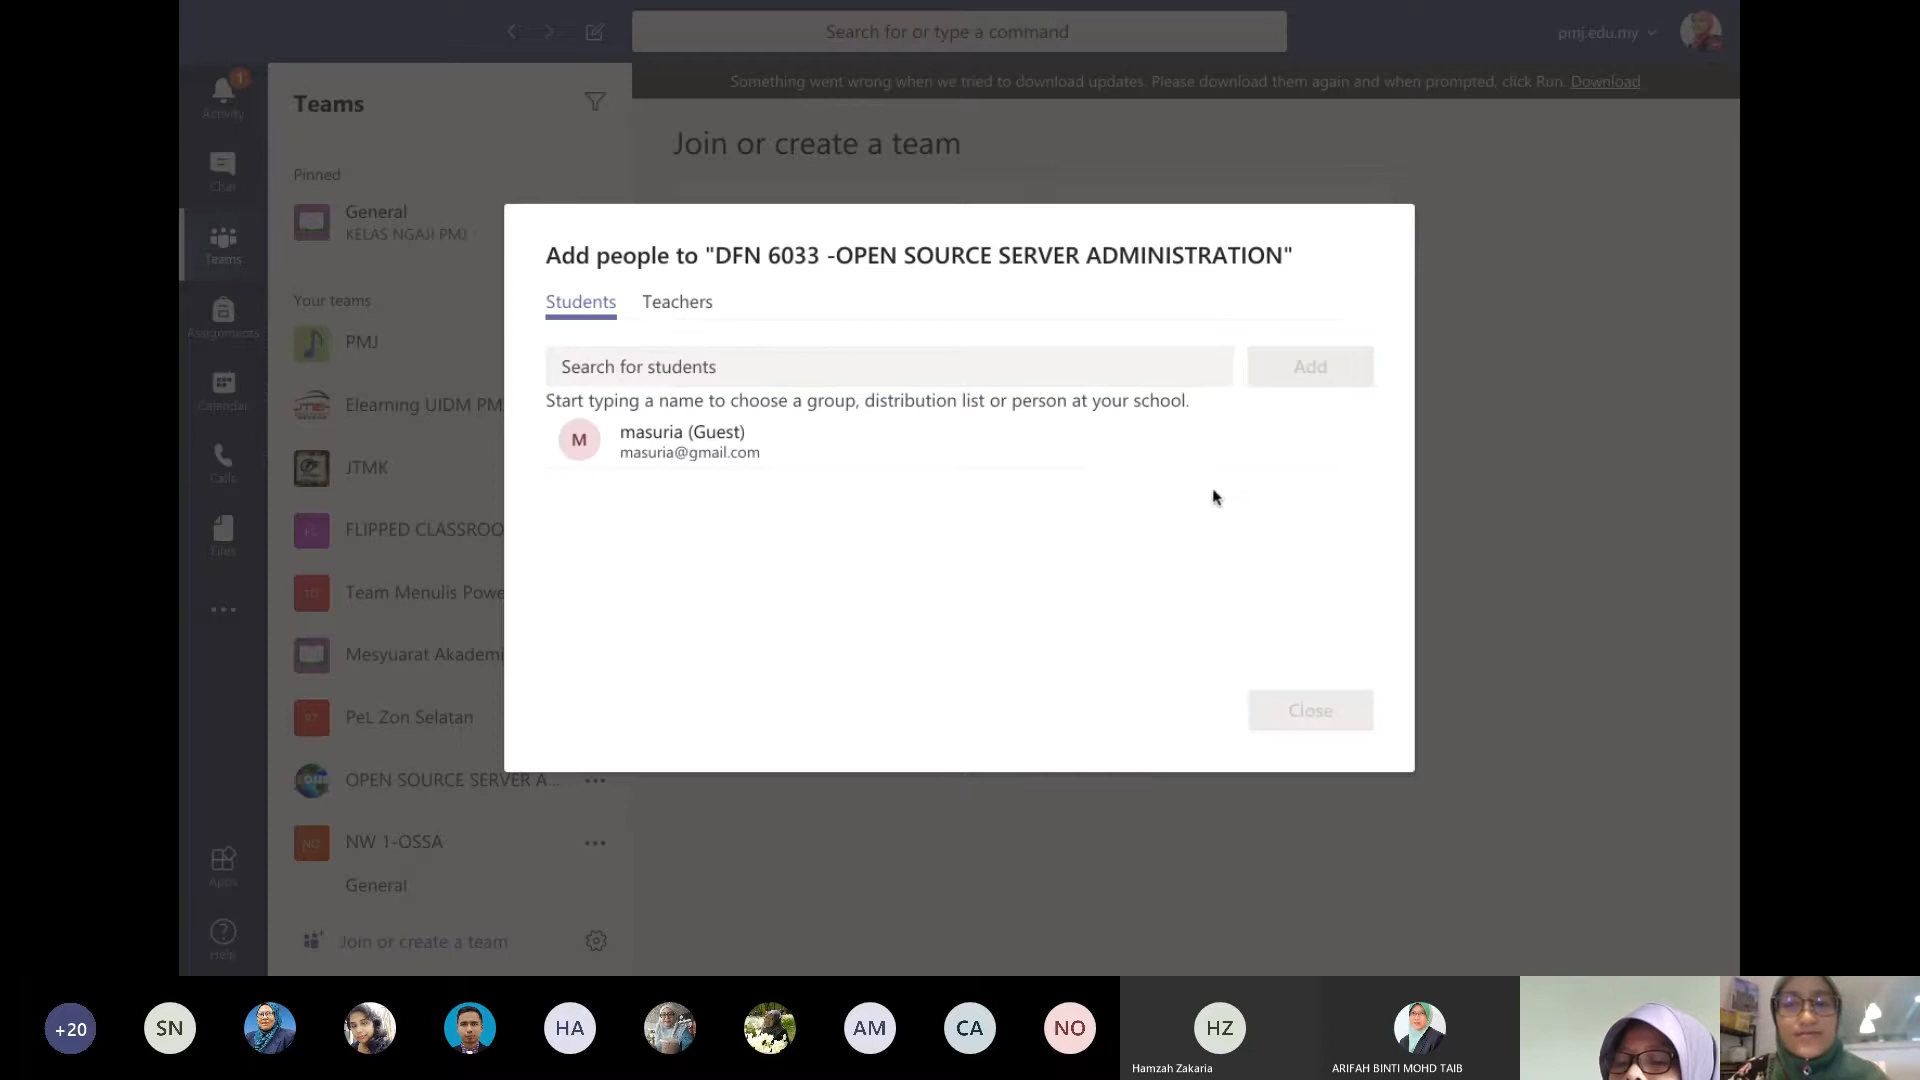 Search for or type a command
pmj.edu.my
Something went wrong when we tried to download updates. Please download them again and when prompted, click Run. Download
1
Activity
Chat
Teams
Assignments
Calendar
Calls
Files
Apps
Help
Teams
Pinned
General
KELAS NGAJI PMJ
Your teams
PMJ
Elearning UIDM PM
JTMK
FLIPPED CLASSROO
Team Menulis Powe
Mesyuarat Akademi
PeL Zon Selatan
OPEN SOURCE SERVER A...
NW 1-OSSA
General
Join or create a team
Join or create a team
Add people to "DFN 6033 -OPEN SOURCE SERVER ADMINISTRATION"
Students Teachers
Search for students
Add
Start typing a name to choose a group, distribution list or person at your school.
M
masuria (Guest)
masuria@gmail.com
Close
+20
SN
HA
AM
CA
NO
HZ
Hamzah Zakaria
ARIFAH BINTI MOHD TAIB